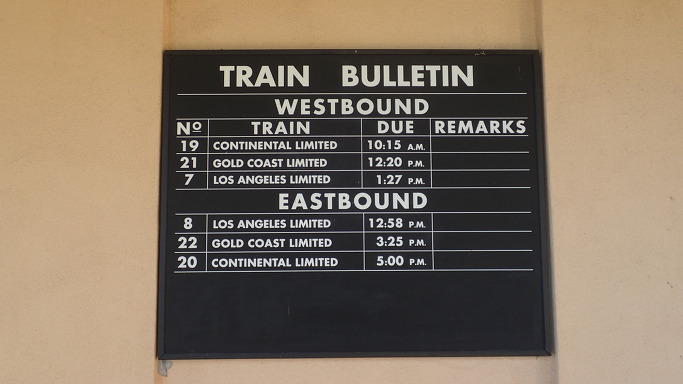 TRAIN BULLETIN
WESTBOUND
Nº TRAIN DUE REMARKS
19 CONTINENTAL LIMITED 10:15 A.M.
21 GOLD COAST LIMITED 12:20 P.M.
7 LOS ANGELES LIMITED 1:27 P.M.
EASTBOUND
8 LOS ANGELES LIMITED 12:58 P.M.
22 GOLD COAST LIMITED 3:25 P.M.
20 CONTINENTAL LIMITED 5:00 P.M.